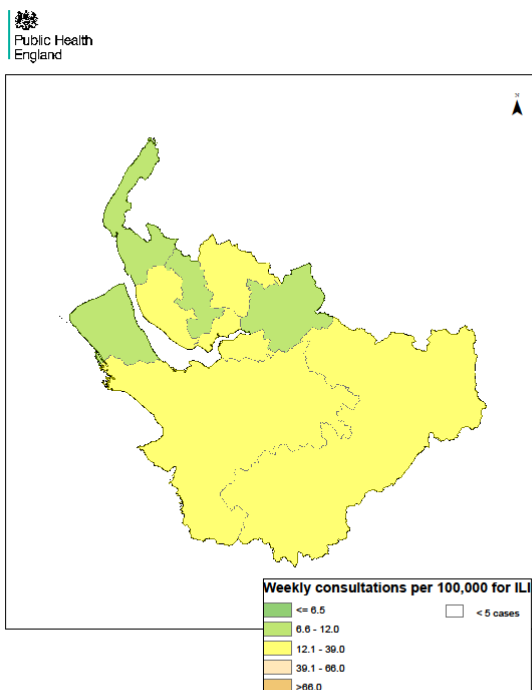 Public Health
England
N
Weekly consultations per 100,000 for ILI
<= 6.5
< 5 cases
6.6 - 12.0
12.1 - 39.0
39.1 - 66.0
>66.0